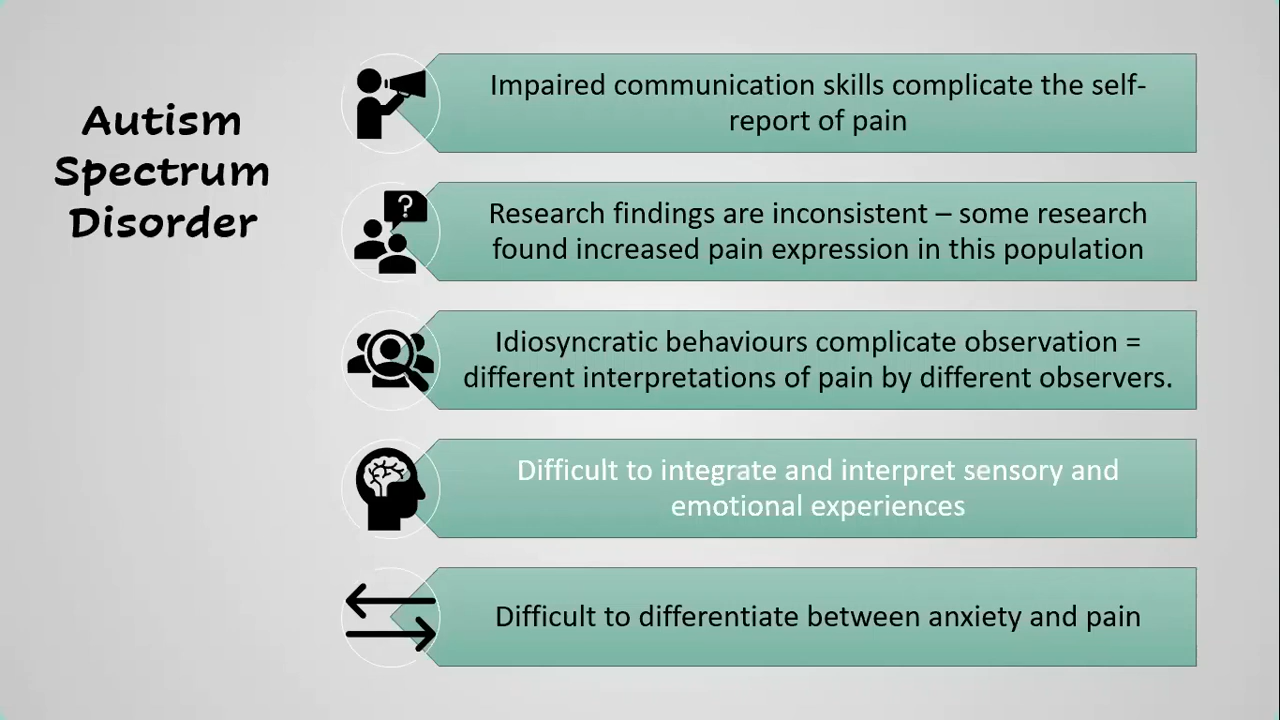 Autism
Spectrum
Disorder
Impaired communication skills complicate the self-
report of pain
?
Research findings are inconsistent – some research
found increased pain expression in this population
Idiosyncratic behaviours complicate observation =
different interpretations of pain by different observers.
Difficult to integrate and interpret sensory and
emotional experiences
Difficult to differentiate between anxiety and pain